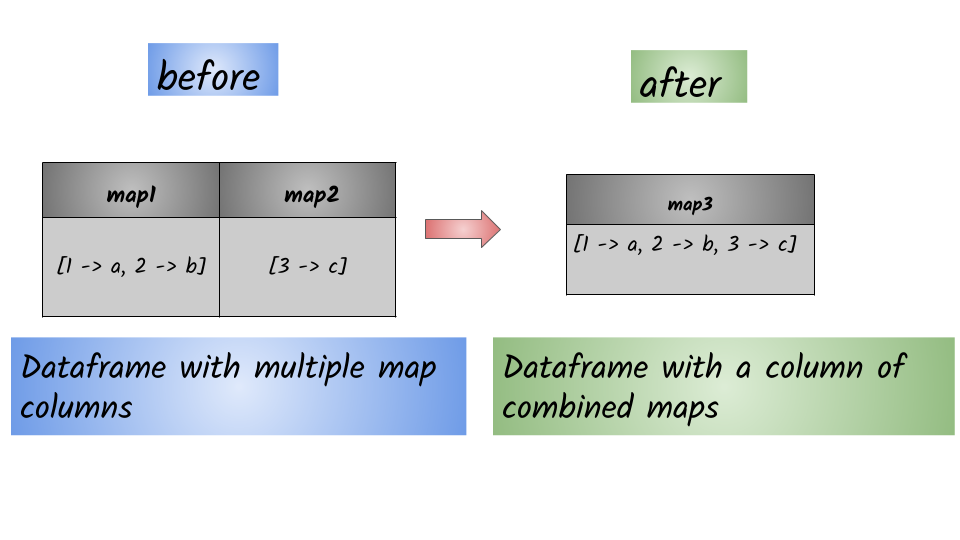 before
after
map1 map2
[1 -> a, 2 -> b] [3 -> c]
map3
[1 -> a, 2 -> b, 3 -> c]
Dataframe with multiple map
columns
Dataframe with a column of
combined maps